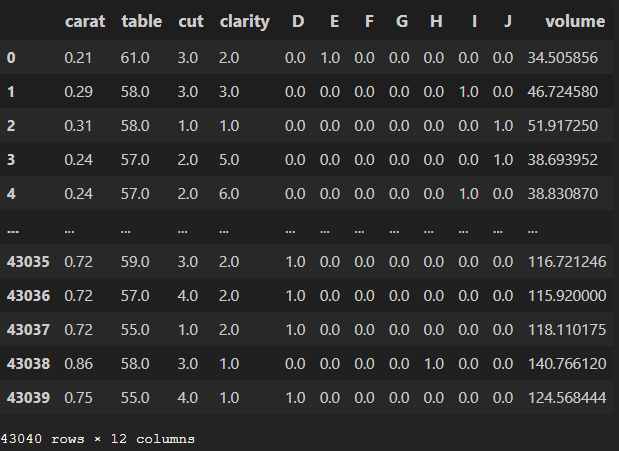 carat table cut clarity D E F G H I J volume
0 0.21 61.0 3.0 2.0 0.0 1.0 0.0 0.0 0.0 0.0 0.0 34.505856
1 0.29 58.0 3.0 3.0 0.0 0.0 0.0 0.0 0.0 1.0 0.0 46.724580
2 0.31 58.0 1.0 1.0 0.0 0.0 0.0 0.0 0.0 0.0 1.0 51.917250
3 0.24 57.0 2.0 5.0 0.0 0.0 0.0 0.0 0.0 0.0 1.0 38.693952
4 0.24 57.0 2.0 6.0 0.0 0.0 0.0 0.0 0.0 1.0 0.0 38.830870
... ... ... ... ... ... ... ... ... ... ... ... ...
43035 0.72 59.0 3.0 2.0 1.0 0.0 0.0 0.0 0.0 0.0 0.0 116.721246
43036 0.72 57.0 4.0 2.0 1.0 0.0 0.0 0.0 0.0 0.0 0.0 115.920000
43037 0.72 55.0 1.0 2.0 1.0 0.0 0.0 0.0 0.0 0.0 0.0 118.110175
43038 0.86 58.0 3.0 1.0 0.0 0.0 0.0 0.0 1.0 0.0 0.0 140.766120
43039 0.75 55.0 4.0 1.0 1.0 0.0 0.0 0.0 0.0 0.0 0.0 124.568444
43040 rows × 12 columns